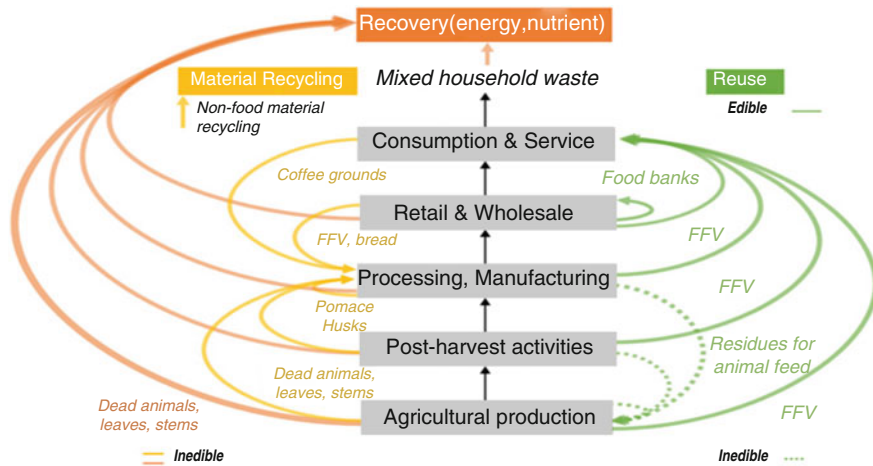 Recovery(energy,nutrient)
Material Recycling
Mixed household waste
Reuse
Non-food material
recycling
Edible
Consumption & Service
Coffee grounds
Food banks
Retail & Wholesale
FFV, bread
FFV
Processing, Manufacturing
Pomace
Husks
FFV
Post-harvest activities
Residues for
animal feed
Dead animals,
leaves, stems
Dead animals,
leaves, stems
Agricultural production
FFV
Inedible
Inedible